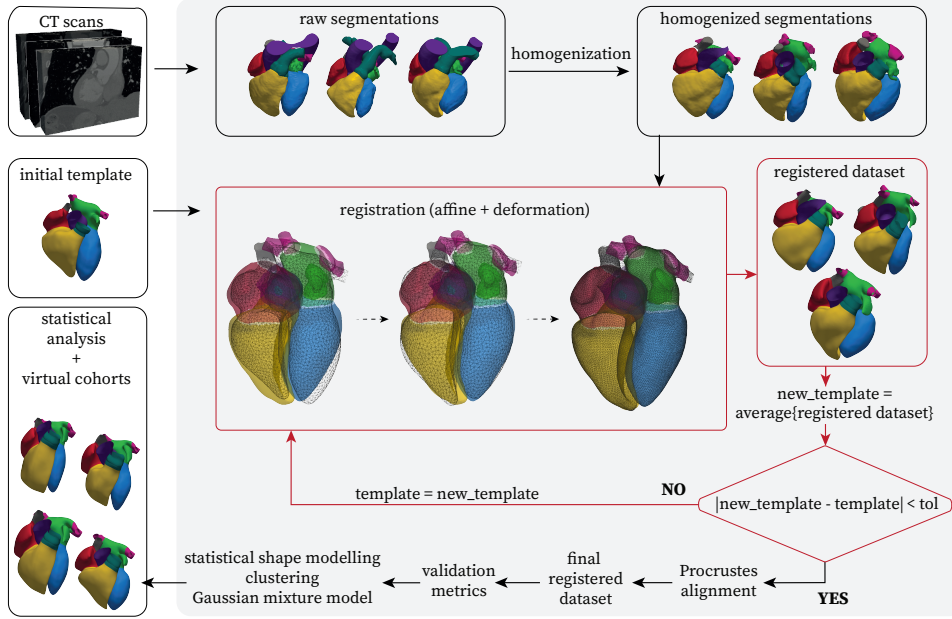 CT scans
raw segmentations
homogenization
homogenized segmentations
initial template
registration (affine + deformation)
registered dataset
new_template =
average{registered dataset}
|new_template - template| < tol
NO
template = new_template
YES
Procrustes
alignment
final
registered
dataset
validation
metrics
statistical shape modelling
clustering
Gaussian mixture model
statistical
analysis
+
virtual cohorts